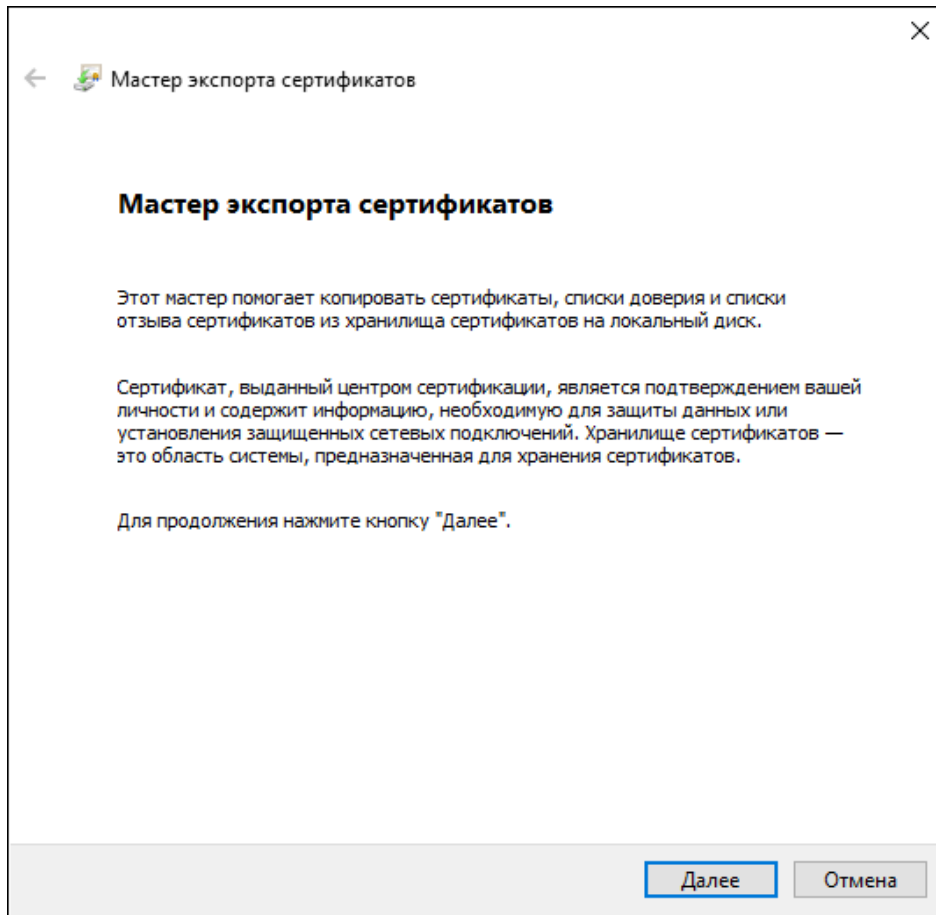 Мастер экспорта сертификатов
Мастер экспорта сертификатов
Этот мастер помогает копировать сертификаты, списки доверия и списки
отзыва сертификатов из хранилища сертификатов на локальный диск.
Сертификат, выданный центром сертификации, является подтверждением вашей
личности и содержит информацию, необходимую для защиты данных или
установления защищенных сетевых подключений. Хранилище сертификатов —
это область системы, предназначенная для хранения сертификатов.
Для продолжения нажмите кнопку "Далее".
Далее
Отмена